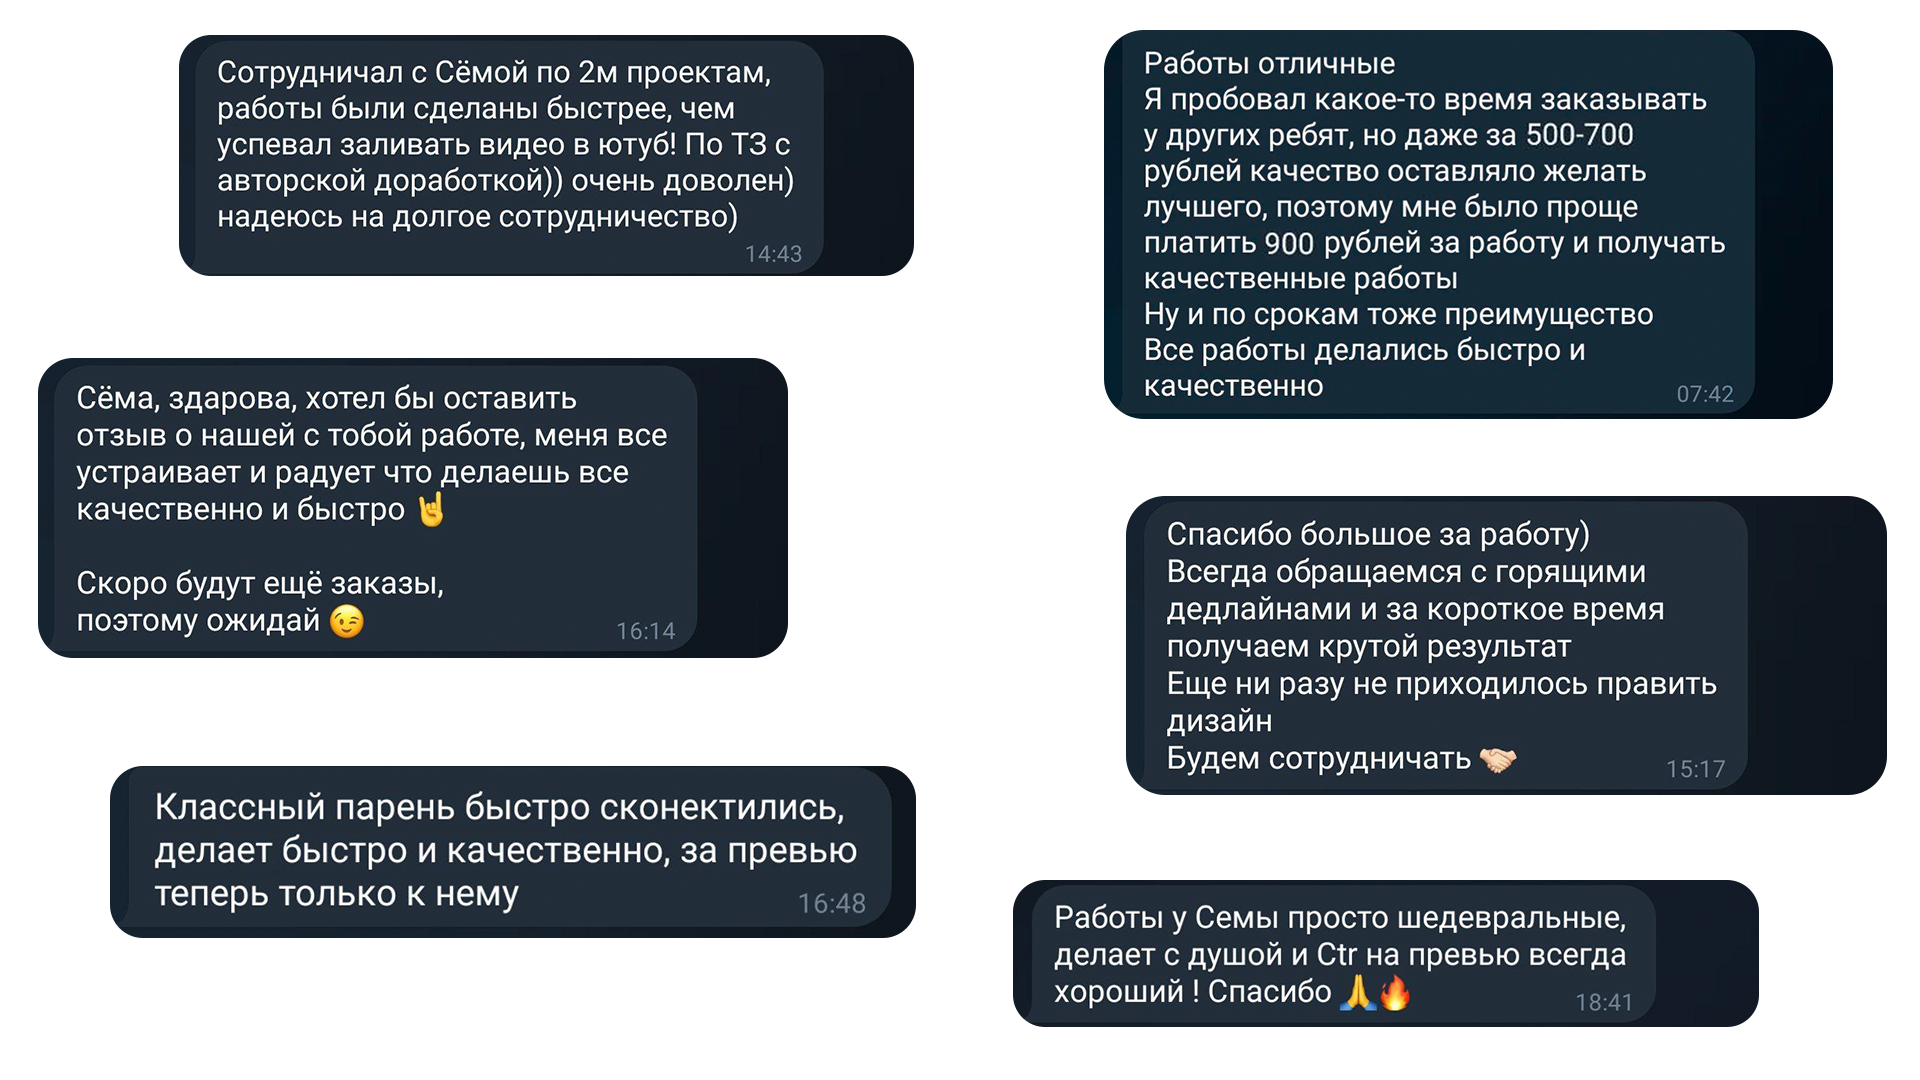 Сотрудничал с Сёмой по 2м проектам,
работы были сделаны быстрее, чем
успевал заливать видео в ютуб! По ТЗ с
авторской доработкой)) очень доволен)
надеюсь на долгое сотрудничество)
14:43
Сёма, здарова, хотел бы оставить
отзыв о нашей с тобой работе, меня все
устраивает и радует что делаешь все
качественно и быстро 🤘
Скоро будут ещё заказы,
поэтому ожидай 😉
16:14
Классный парень быстро сконектились,
делает быстро и качественно, за превью
теперь только к нему
16:48
Работы отличные
Я пробовал какое-то время заказывать
у других ребят, но даже за 500-700
рублей качество оставляло желать
лучшего, поэтому мне было проще
платить 900 рублей за работу и получать
качественные работы
Ну и по срокам тоже преимущество
Все работы делались быстро и
качественно
07:42
Спасибо большое за работу)
Всегда обращаемся с горящими
дедлайнами и за короткое время
получаем крутой результат
Еще ни разу не приходилось править
дизайн
Будем сотрудничать 🤝🏻
15:17
Работы у Семы просто шедевральные,
делает с душой и Ctr на превью всегда
хороший ! Спасибо 🙏🔥
18:41